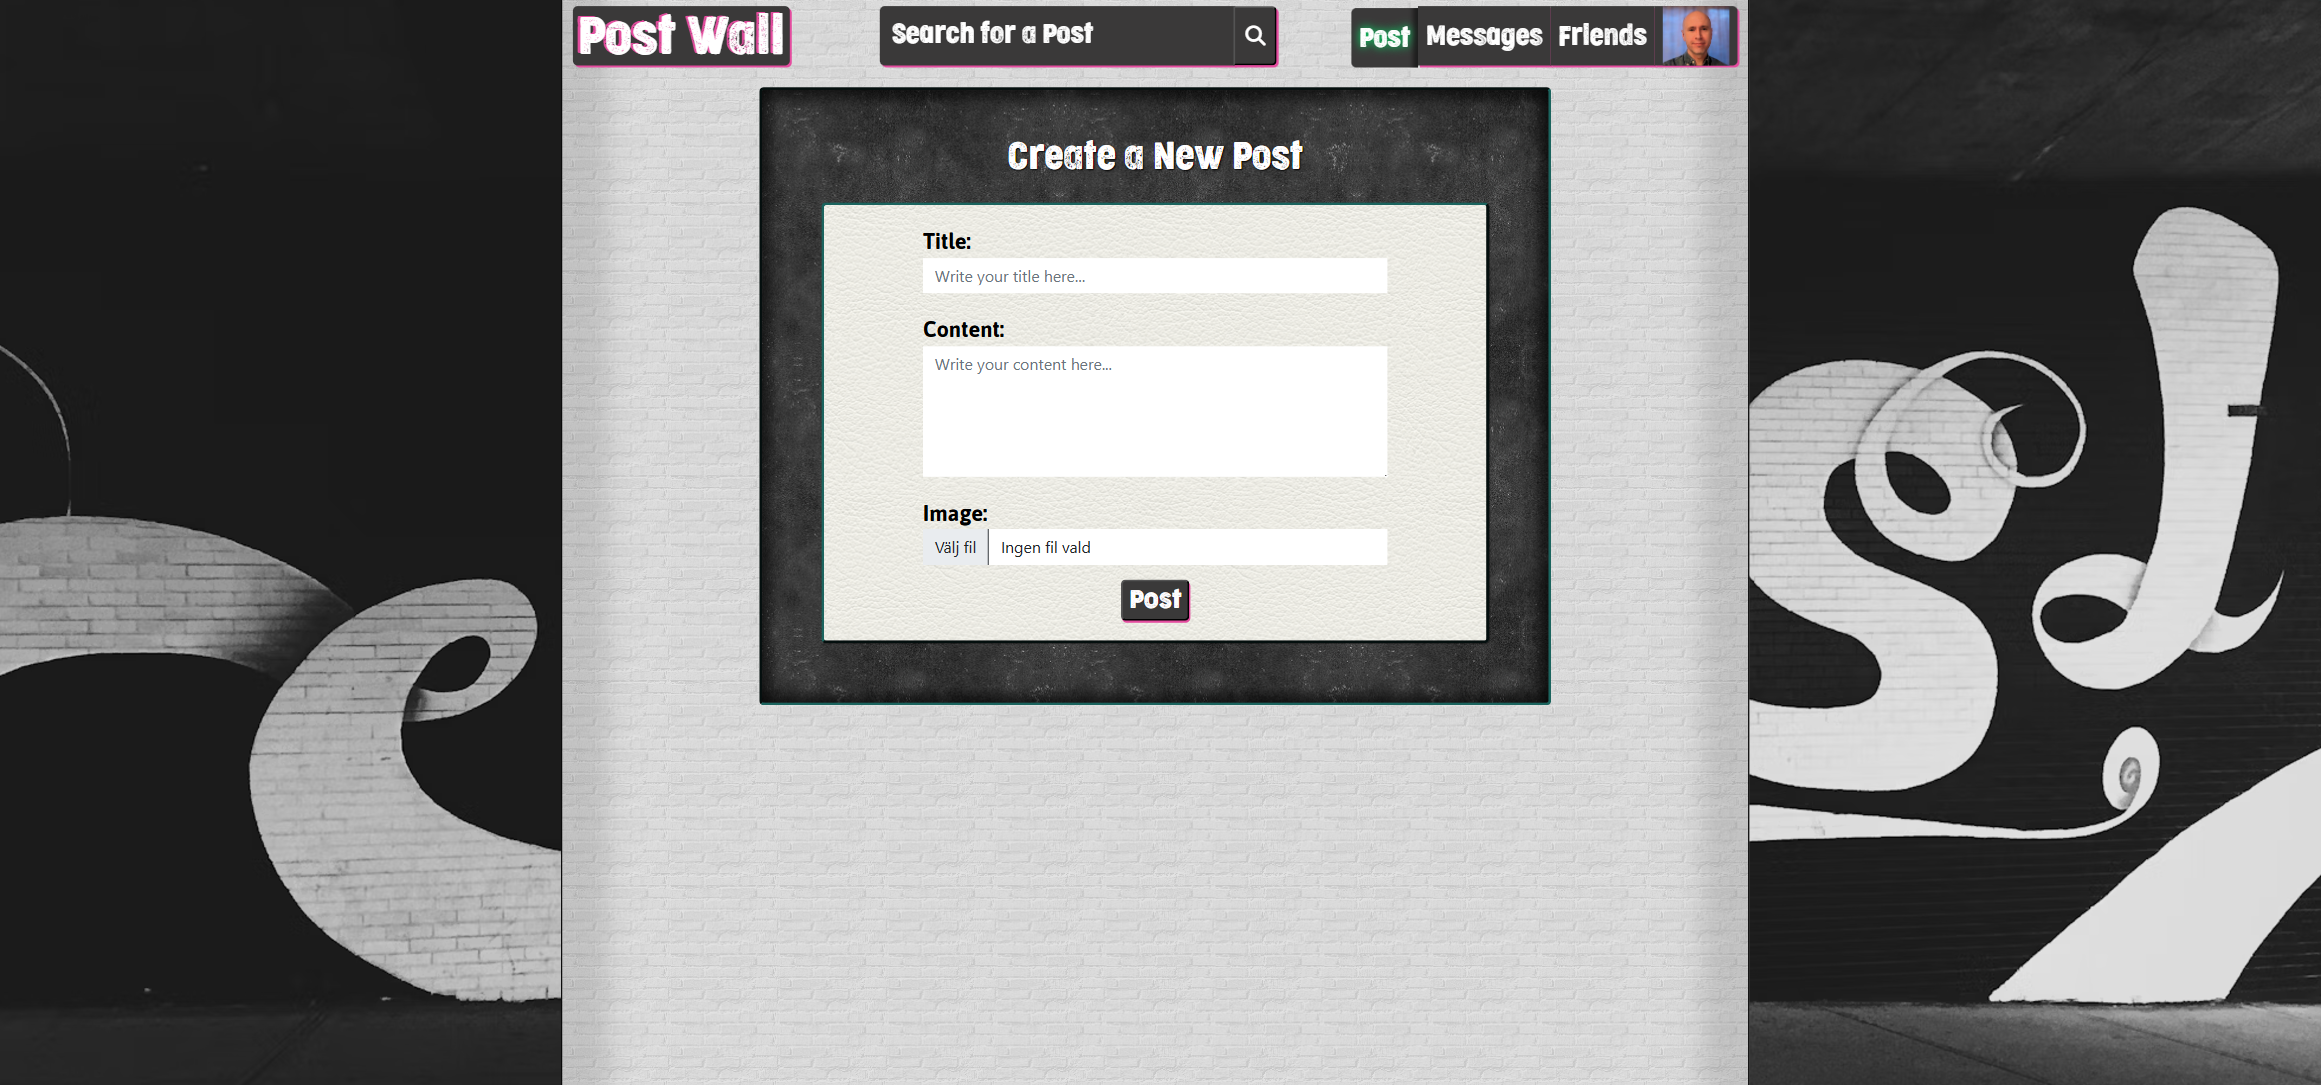 Post Wall
Search for a Post
Post Messages Friends
Create a New Post
Title:
Write your title here...
Content:
Write your content here...
Image:
Välj fil Ingen fil vald
Post